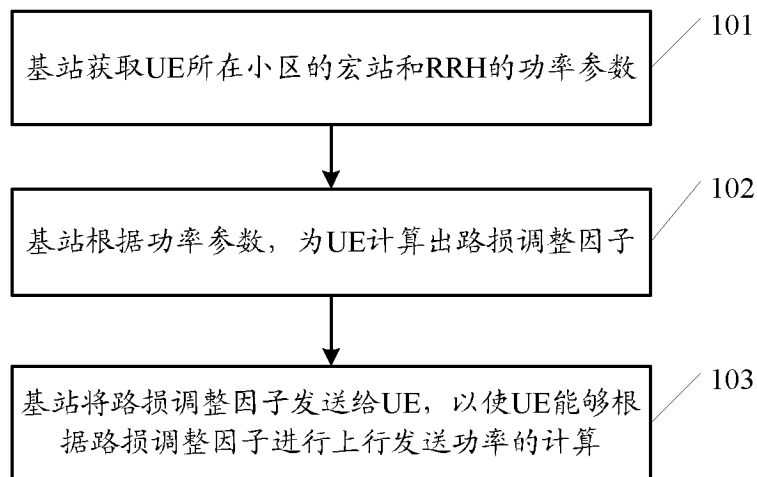 基站获取UE所在小区的宏站和RRH的功率参数
101
基站根据功率参数，为UE计算出路损调整因子
102
基站将路损调整因子发送给UE，以使UE能够根
据路损调整因子进行上行发送功率的计算
103